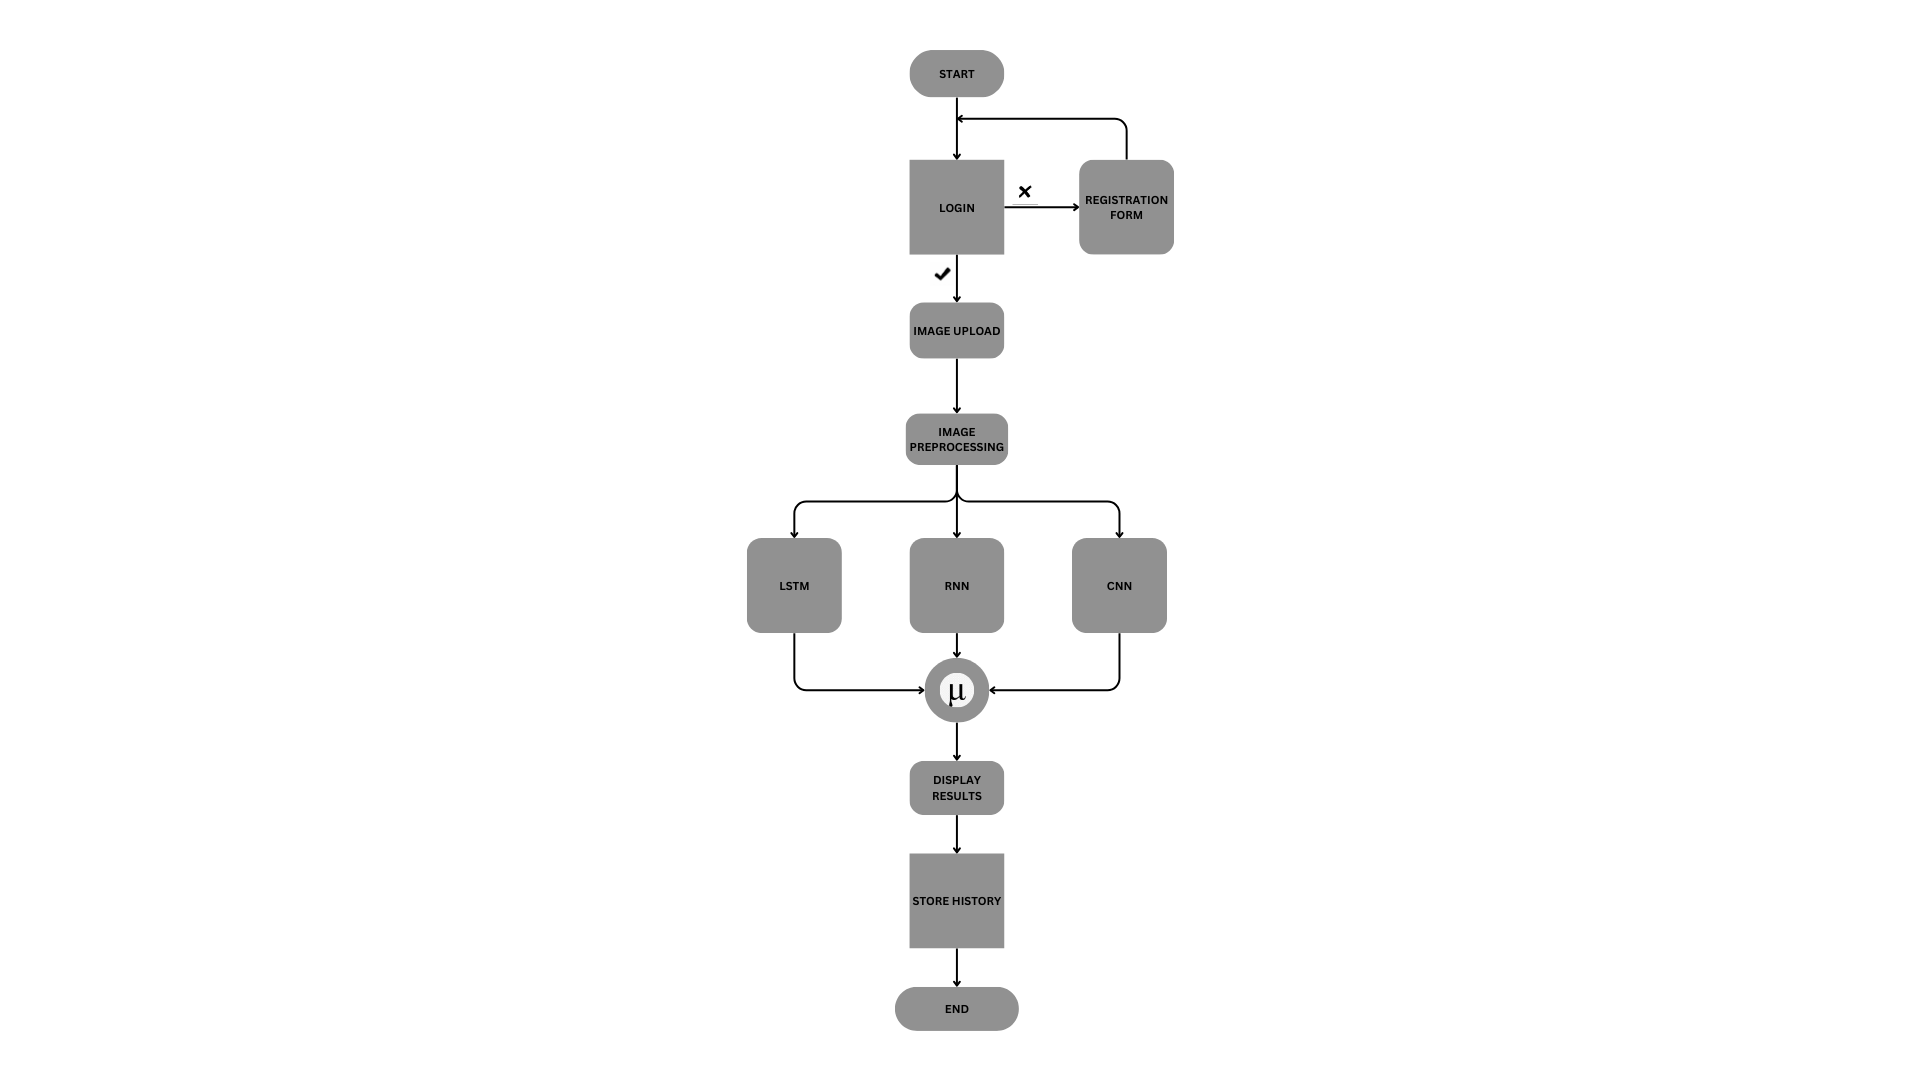 START
LOGIN
REGISTRATION
FORM
IMAGE UPLOAD
IMAGE
PREPROCESSING
LSTM
RNN
CNN
μ
DISPLAY
RESULTS
STORE HISTORY
END